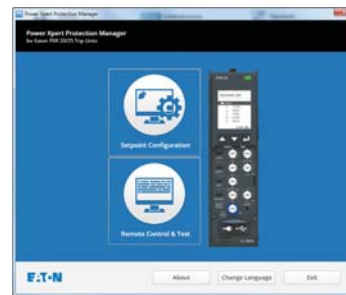 Power Xpert Protection Manager
Power Xpert Protection Manager
for Eaton PXR 20/25 Trip Units
Setpoint Configuration
Remote Control & Test
EATON
About
Change Language
Exit